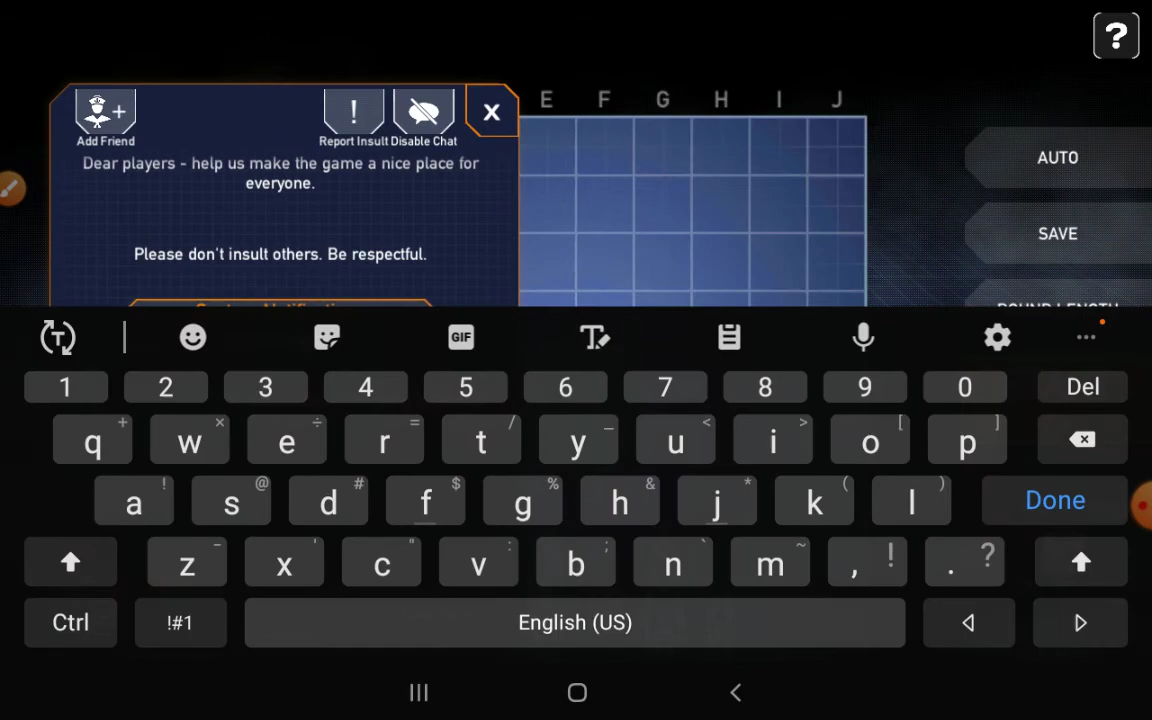 ?
E F G H I J
Add Friend
! Report Insult
Disable Chat
X
Dear players - help us make the game a nice place for
everyone.
Please don't insult others. Be respectful.
AUTO
SAVE
ROUND LENGTH
T
GIF
T
...
1 2 3 4 5 6 7 8 9 0 Del
q + w × e ÷ r = t / y _ u < i > o [ p ]
a ! s @ d # f $ g % h & j * k ( l ) Done
z - x ' c " v : b ; n ` m ~ , ! . ?
Ctrl !#1 English (US)